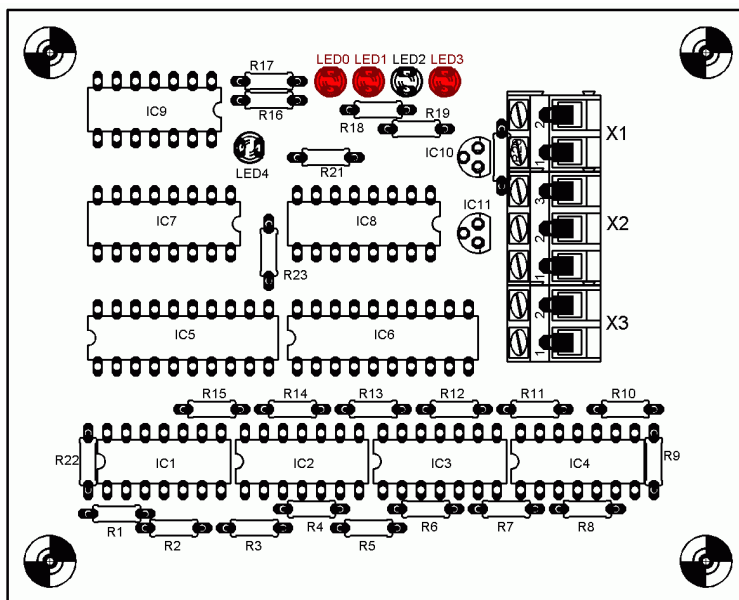 LED0 LED1 LED2 LED3
R17
R16
R18
R19
IC9
LED4
R21
IC10
2
1
X1
IC7
IC8
R23
IC11
3
2
1
X2
IC5
IC6
2
1
X3
R15 R14 R13 R12 R11 R10
R22
IC1 IC2 IC3 IC4
R9
R1 R2 R3 R4 R5 R6 R7 R8